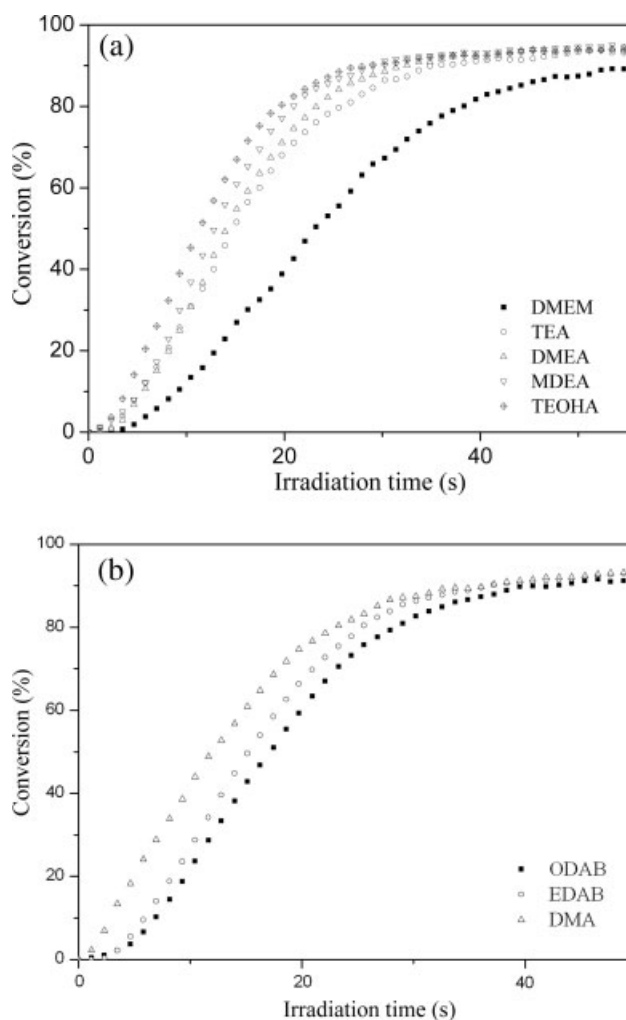 (a)
100
80
60
40
20
0
Conversion (%)
DMEM
TEA
DMEA
MDEA
TEOHA
0 20 40
Irradiation time (s)
(b)
100
80
60
40
20
0
Conversion (%)
ODAB
EDAB
DMA
0 20 40
Irradiation time (s)